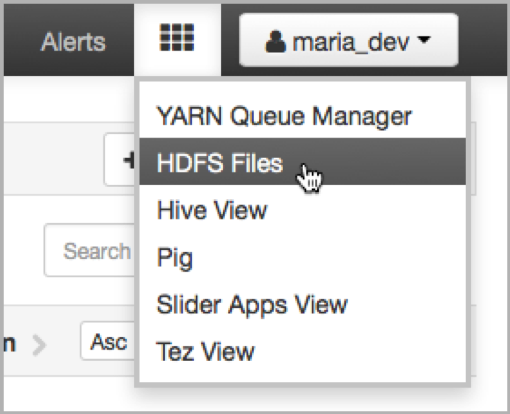 Alerts
maria_dev
YARN Queue Manager
HDFS Files
Hive View
Search
Pig
Slider Apps View
n
Asc
Tez View